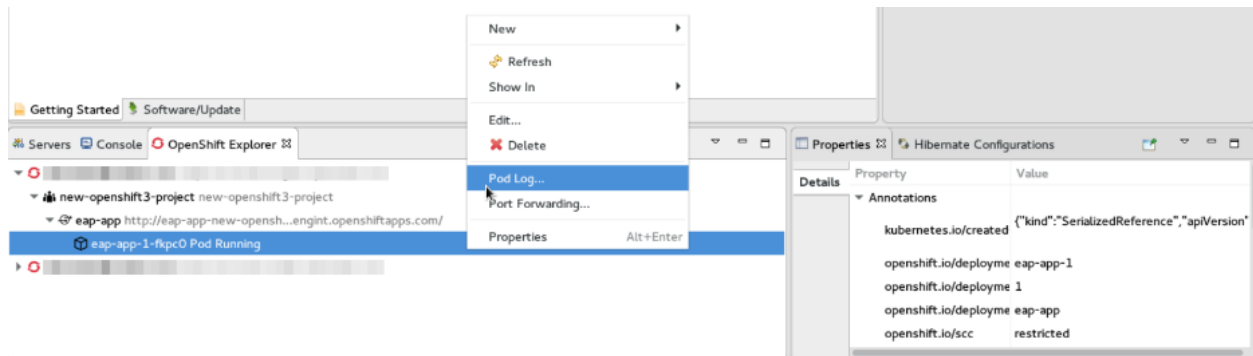 New
Refresh
Show In
Edit...
Delete
Pod Log...
Port Forwarding...
Properties Alt+Enter
Getting Started Software/Update
Servers Console OpenShift Explorer
new-openshift3-project new-openshift3-project
eap-app http://eap-app-new-opensh...engint.openshiftapps.com/
eap-app-1-fkpc0 Pod Running
Properties Hibernate Configurations
Details
Property Value
Annotations
kubernetes.io/created {"kind":"SerializedReference","apiVersion"
openshift.io/deployme eap-app-1
openshift.io/deployme 1
openshift.io/deployme eap-app
openshift.io/scc restricted